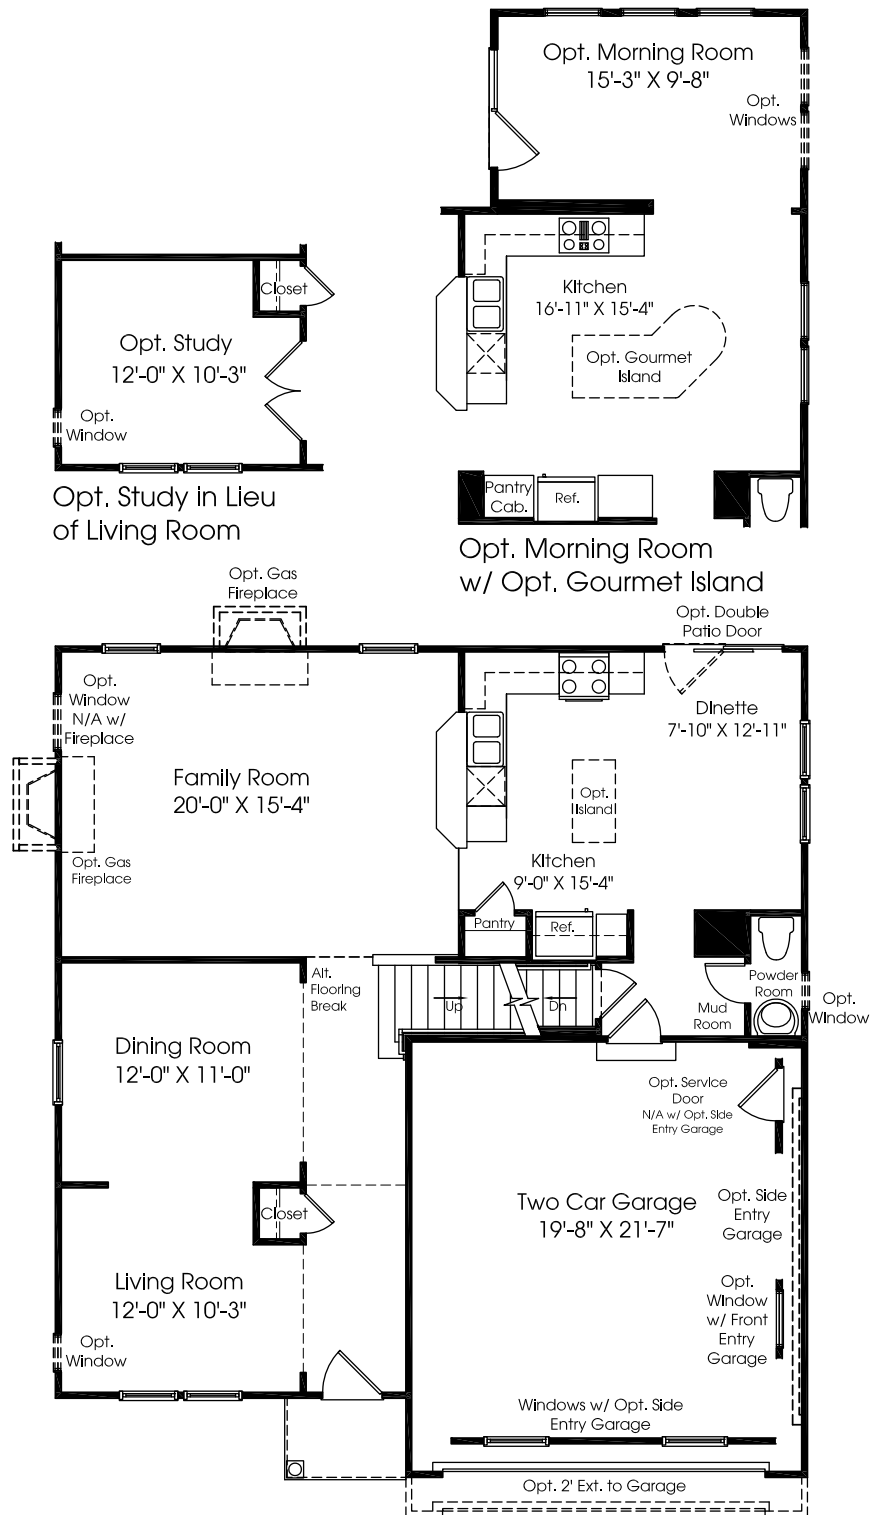 Opt. Morning Room
15'-3" X 9'-8"
Opt.
Windows
Closet
Opt. Study
12'-0" X 10'-3"
Opt.
Window
Opt. Study in Lieu
of Living Room
Kitchen
16'-11" X 15'-4"
Opt. Gourmet
Island
Pantry
Cab.
Ref.
Opt. Morning Room
w/ Opt. Gourmet Island
Opt. Gas
Fireplace
Opt. Double
Patio Door
Opt.
Window
N/A w/
Fireplace
Dinette
7'-10" X 12'-11"
Family Room
20'-0" X 15'-4"
Opt.
Island
Opt. Gas
Fireplace
Kitchen
9'-0" X 15'-4"
Pantry
Ref.
Alt.
Flooring
Break
Up
Dn
Mud
Room
Powder
Room
Opt.
Window
Dining Room
12'-0" X 11'-0"
Opt. Service
Door
N/A w/ Opt. Side
Entry Garage
Two Car Garage
19'-8" X 21'-7"
Opt. Side
Entry
Garage
Closet
Living Room
12'-0" X 10'-3"
Opt.
Window
Opt.
Window
w/ Front
Entry
Garage
Windows w/ Opt. Side
Entry Garage
Opt. 2' Ext. to Garage